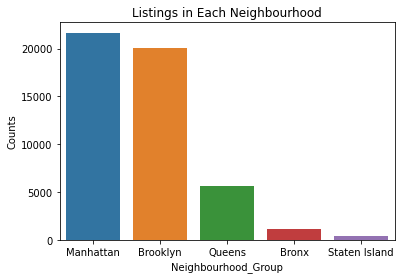 Listings in Each Neighbourhood
20000
15000
10000
5000
0
Counts
Manhattan Brooklyn Queens Bronx Staten Island
Neighbourhood_Group